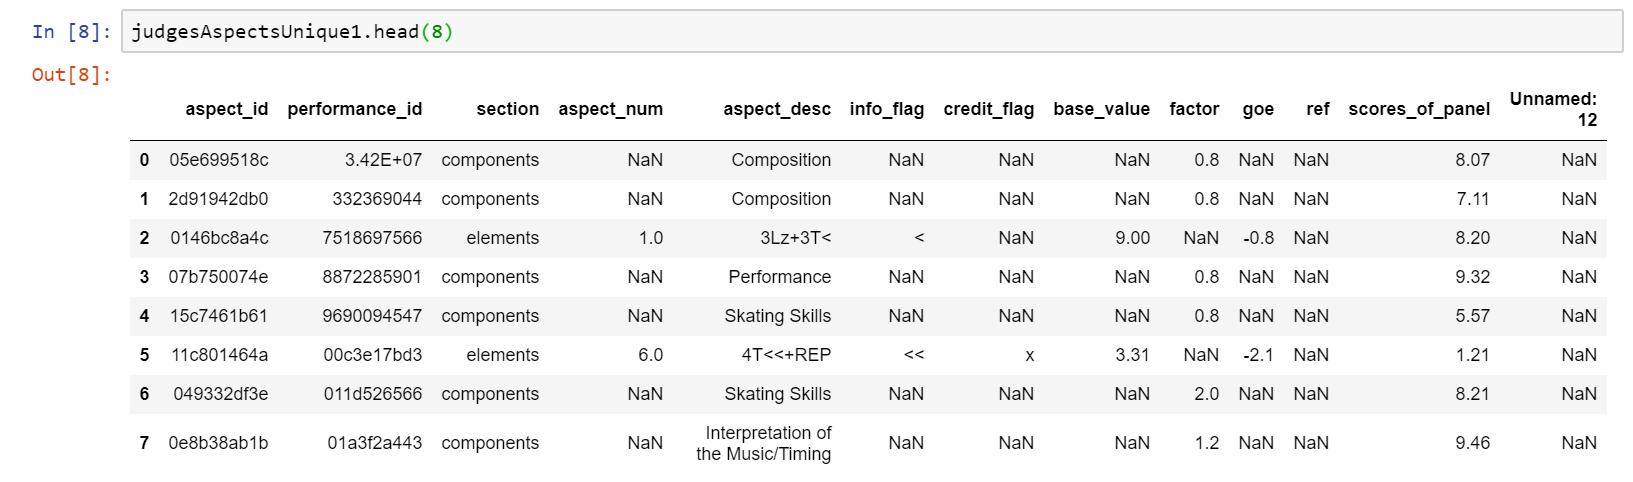 In [8]: judgesAspectsUnique1.head(8)
Out[8]:
aspect_id performance_id section aspect_num aspect_desc info_flag credit_flag base_value factor goe ref scores_of_panel Unnamed: 12
0 05e699518c 3.42E+07 components NaN Composition NaN NaN NaN 0.8 NaN NaN 8.07 NaN
1 2d91942db0 332369044 components NaN Composition NaN NaN NaN 0.8 NaN NaN 7.11 NaN
2 0146bc8a4c 7518697566 elements 1.0 3Lz+3T< < NaN 9.00 NaN -0.8 NaN 8.20 NaN
3 07b750074e 8872285901 components NaN Performance NaN NaN NaN 0.8 NaN NaN 9.32 NaN
4 15c7461b61 9690094547 components NaN Skating Skills NaN NaN NaN 0.8 NaN NaN 5.57 NaN
5 11c801464a 00c3e17bd3 elements 6.0 4T<<+REP << x 3.31 NaN -2.1 NaN 1.21 NaN
6 049332df3e 011d526566 components NaN Skating Skills NaN NaN NaN 2.0 NaN NaN 8.21 NaN
7 0e8b38ab1b 01a3f2a443 components NaN Interpretation of the Music/Timing NaN NaN NaN 1.2 NaN NaN 9.46 NaN